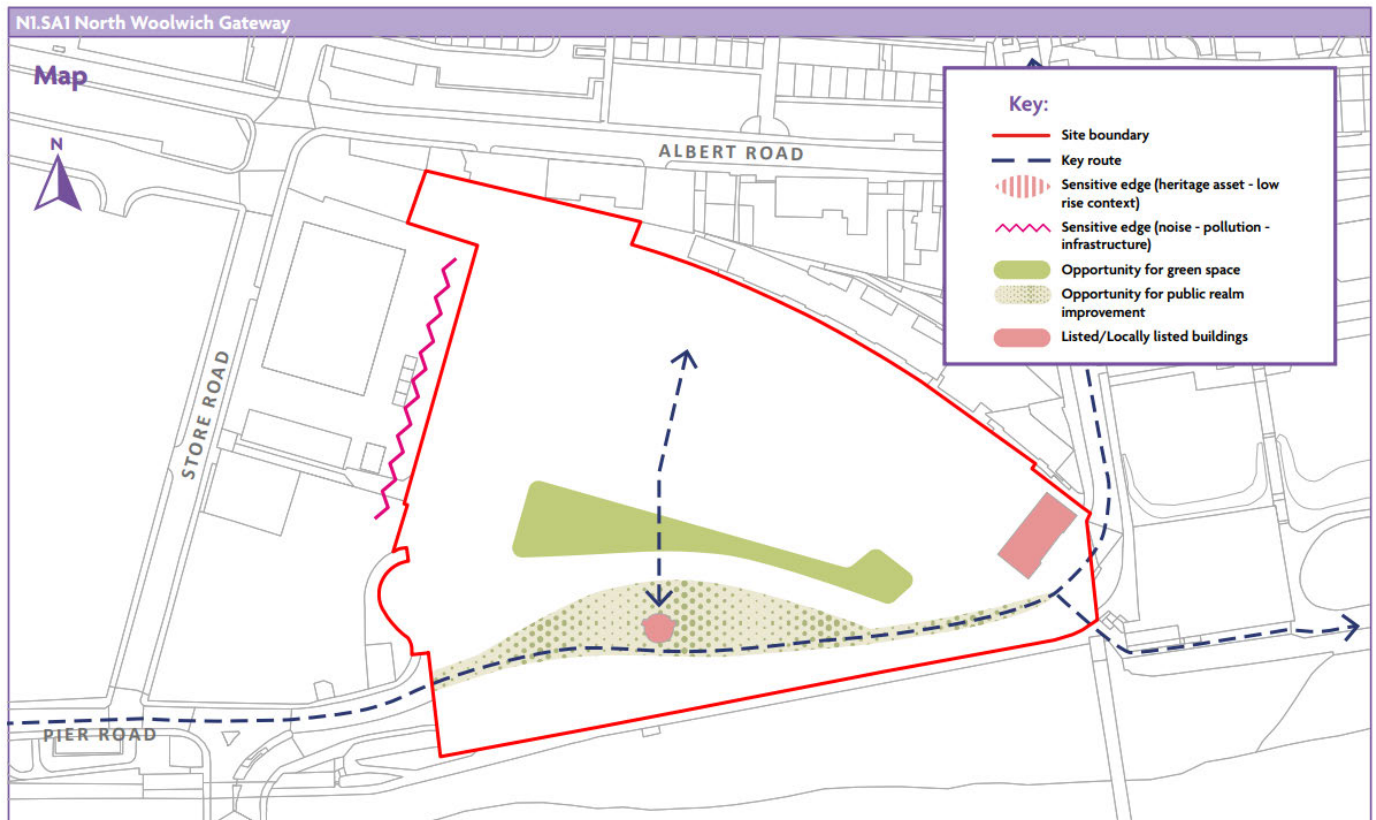 N1.SA1 North Woolwich Gateway
Map
N
ALBERT ROAD
STORE ROAD
PIER ROAD
Key:
Site boundary
Key route
Sensitive edge (heritage asset - low
rise context)
Sensitive edge (noise - pollution -
infrastructure)
Opportunity for green space
Opportunity for public realm
improvement
Listed/Locally listed buildings